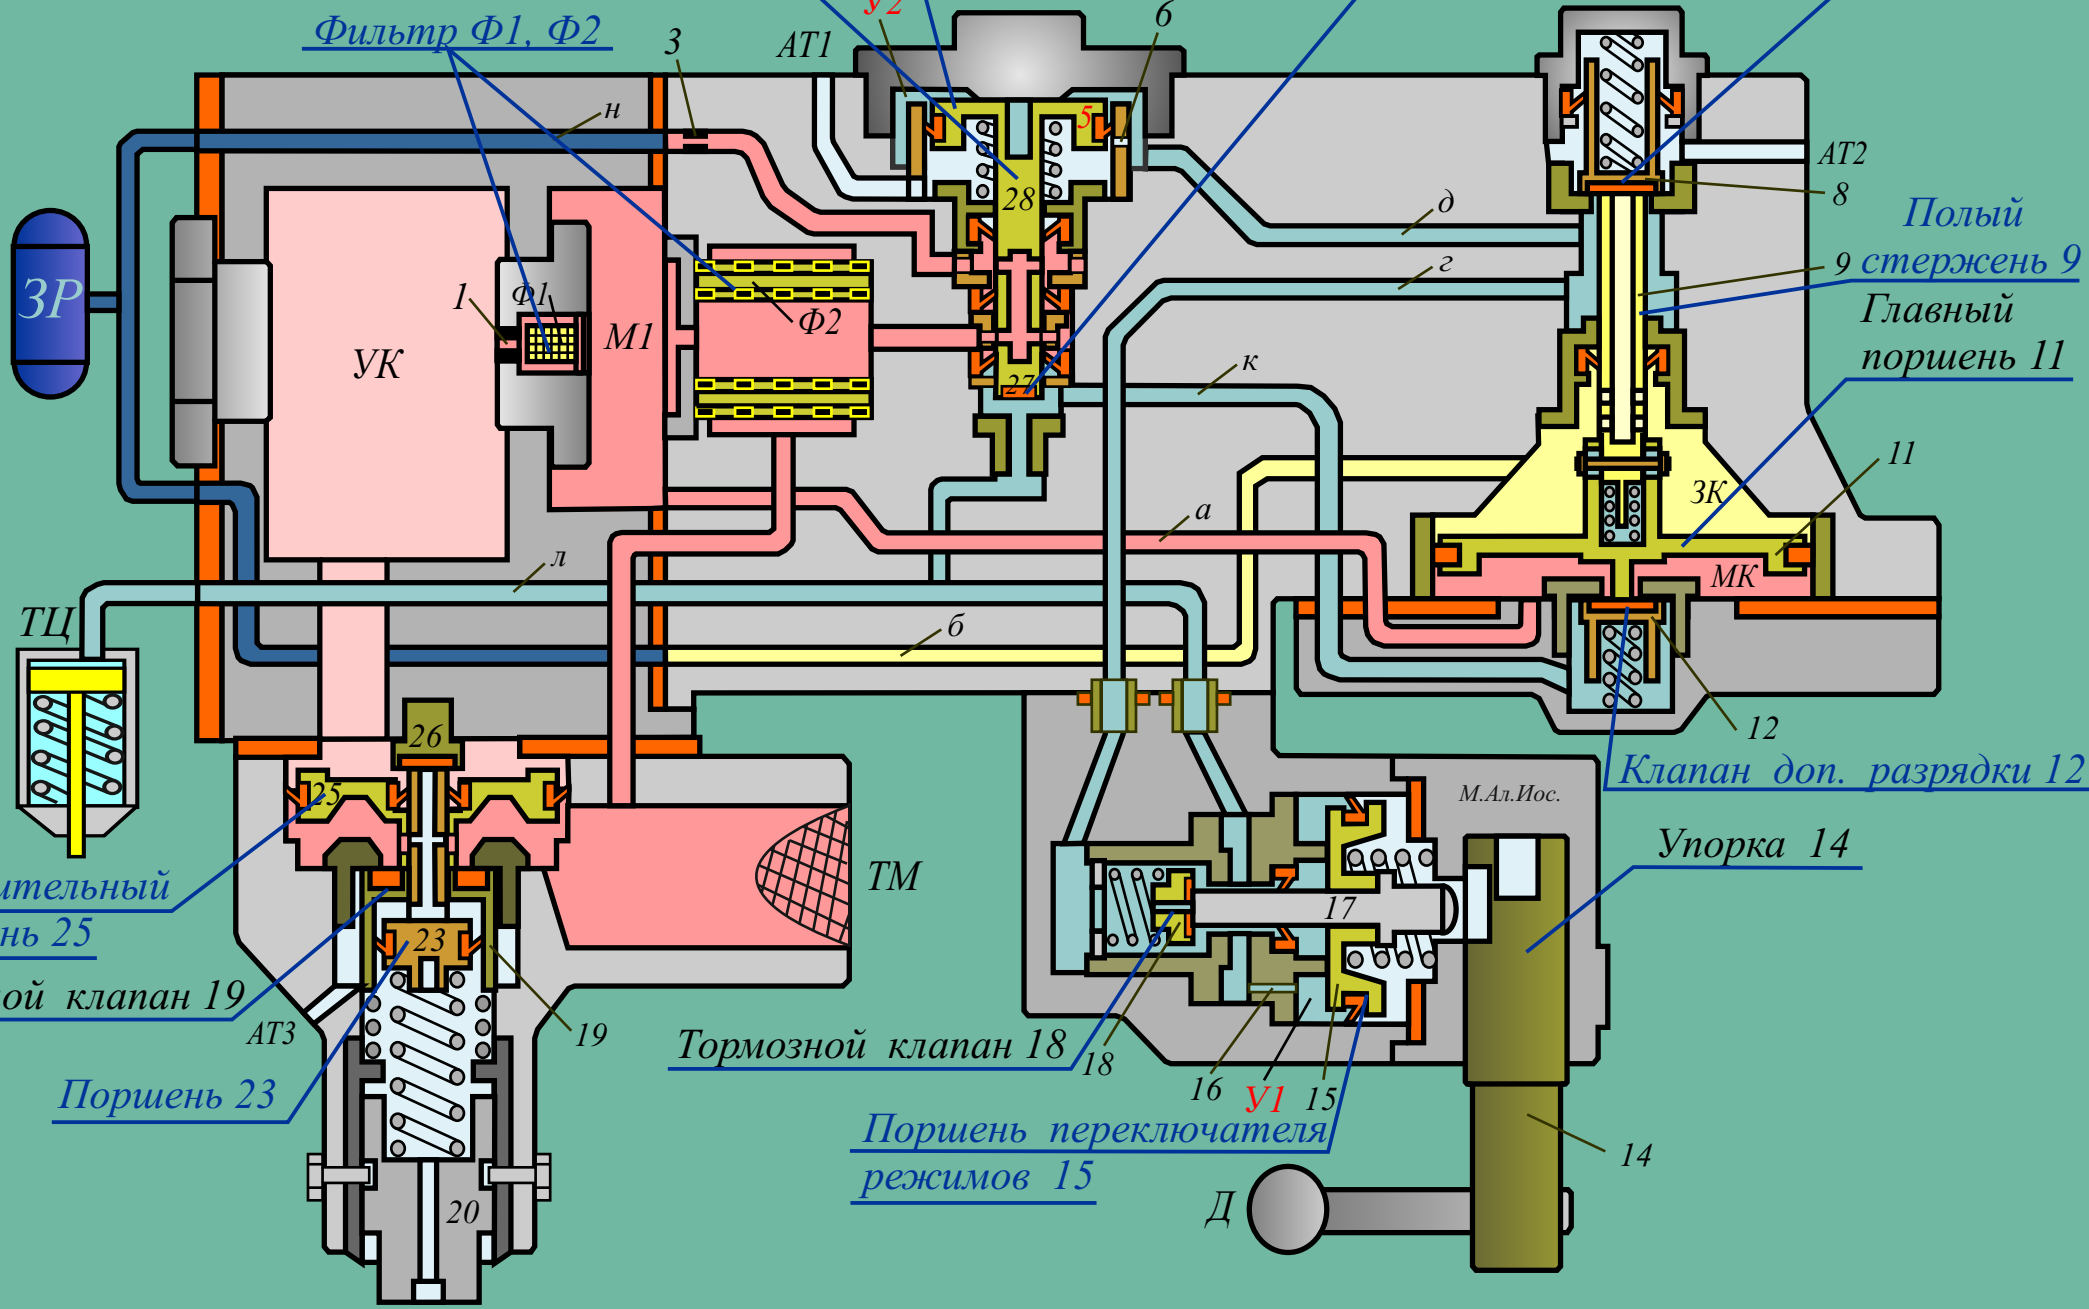 У2
6
Фильтр Ф1, Ф2
3
АТ1
н
5
АТ2
8
28
д
Полый
9
стержень 9
г
ЗР
1
Ф1
М1
Ф2
Главный
поршень 11
УК
к
27
11
ЗК
а
л
МК
ТЦ
б
26
12
Клапан доп. разрядки 12
25
М.Ал.Иос.
Упорка 14
ТМ
17
нь 25
23
ой клапан 19
АТ3
19
Тормозной клапан 18
18
16
У1
15
Поршень 23
Поршень переключателя
режимов 15
14
20
Д